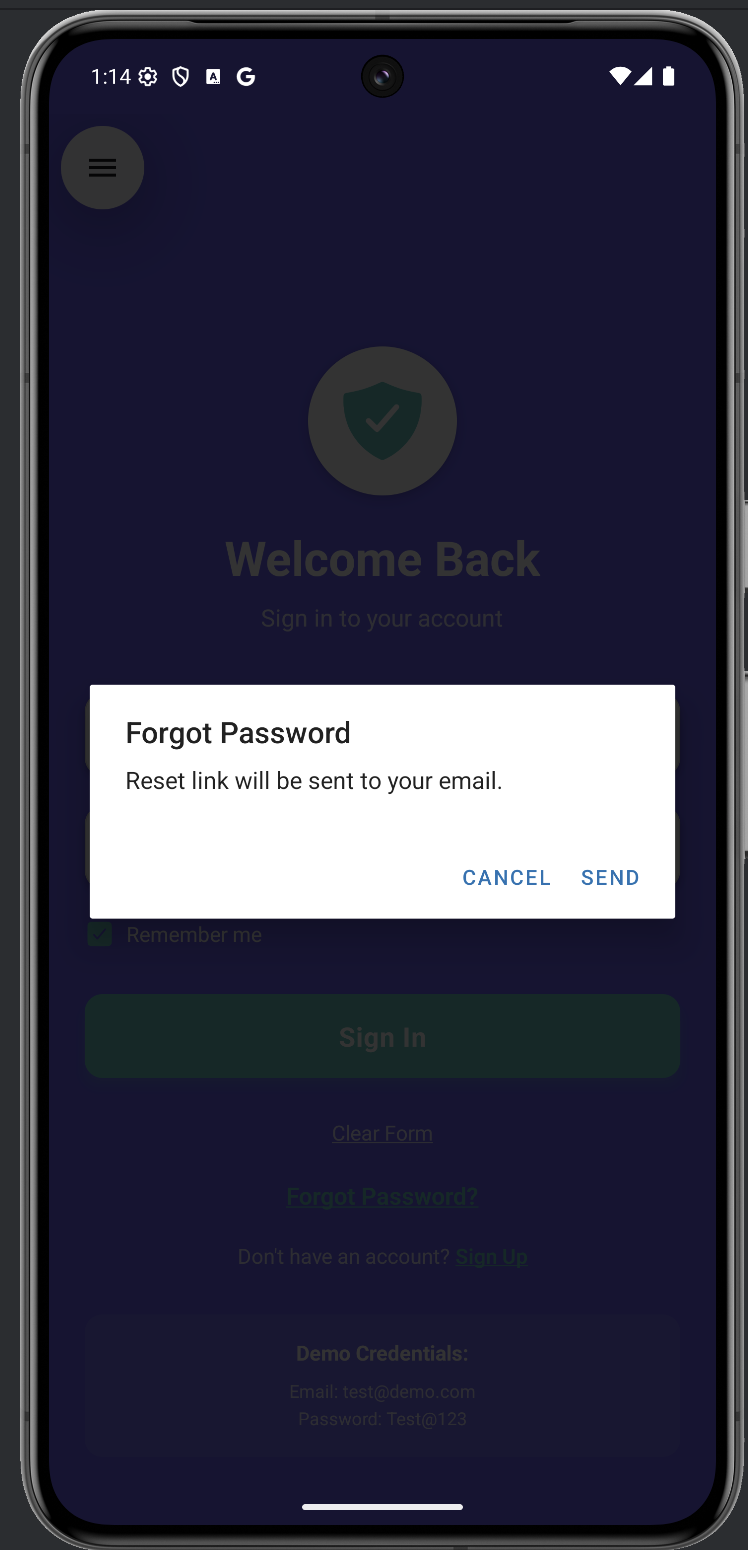 1:14
Welcome Back
Sign in to your account
Forgot Password
Reset link will be sent to your email.
CANCEL SEND
Remember me
Sign In
Clear Form
Forgot Password?
Don't have an account? Sign Up
Demo Credentials:
Email: test@demo.com
Password: Test@123